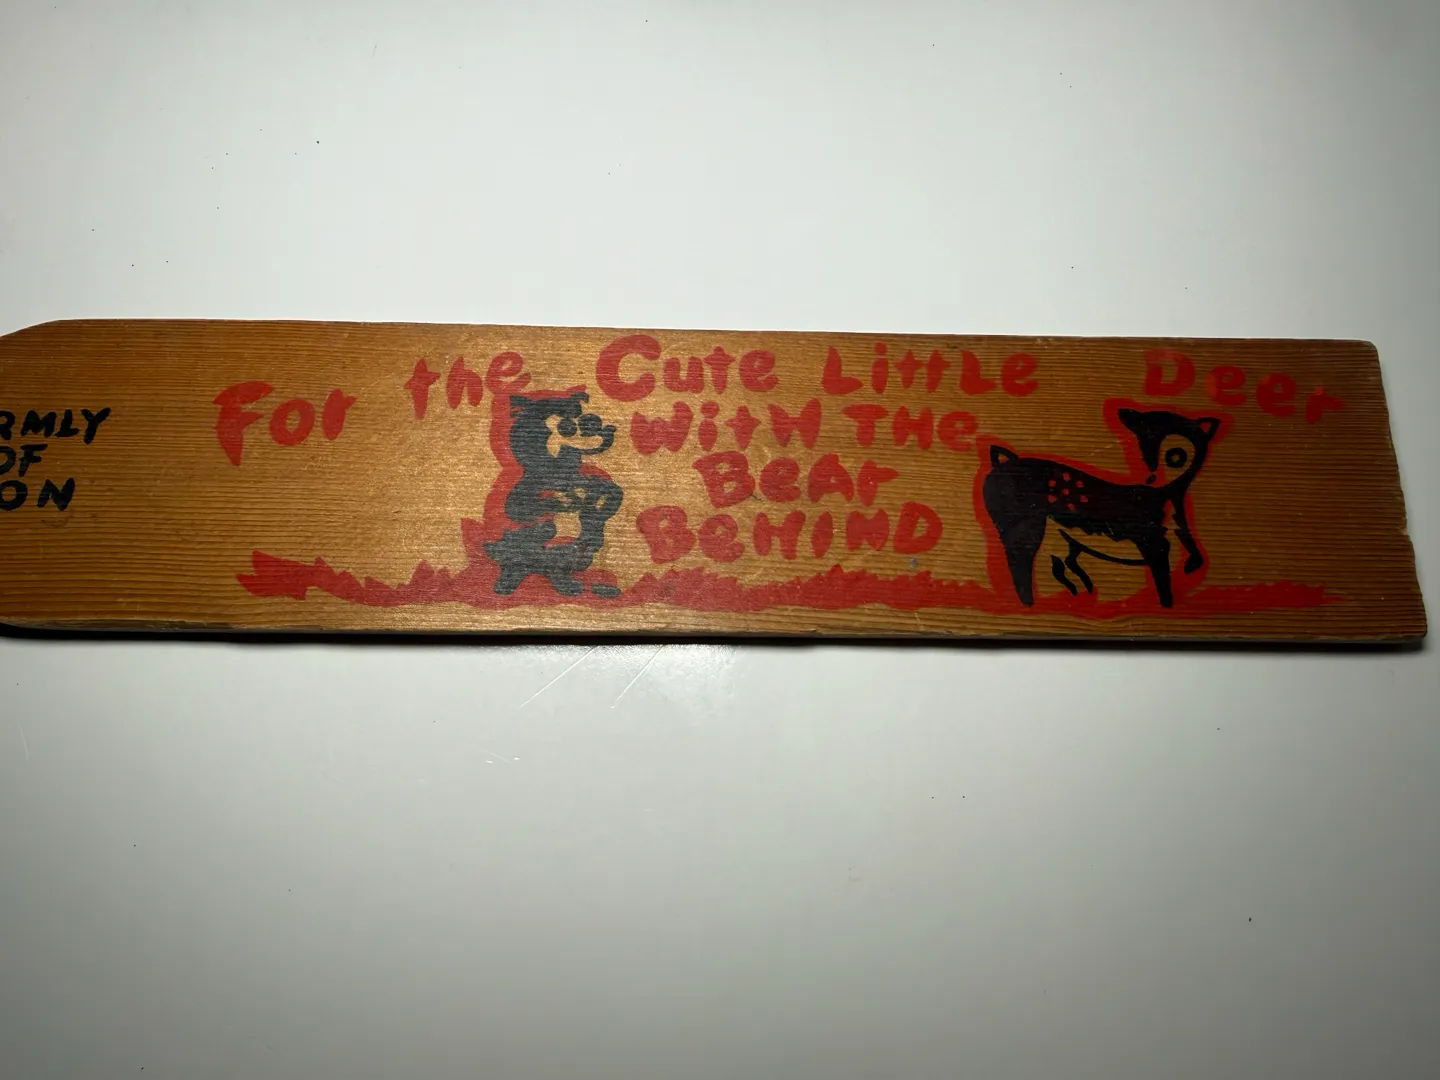 RMLY
OF
ON
For the Cute Little Deer
With THE
BeAr
BeHIND